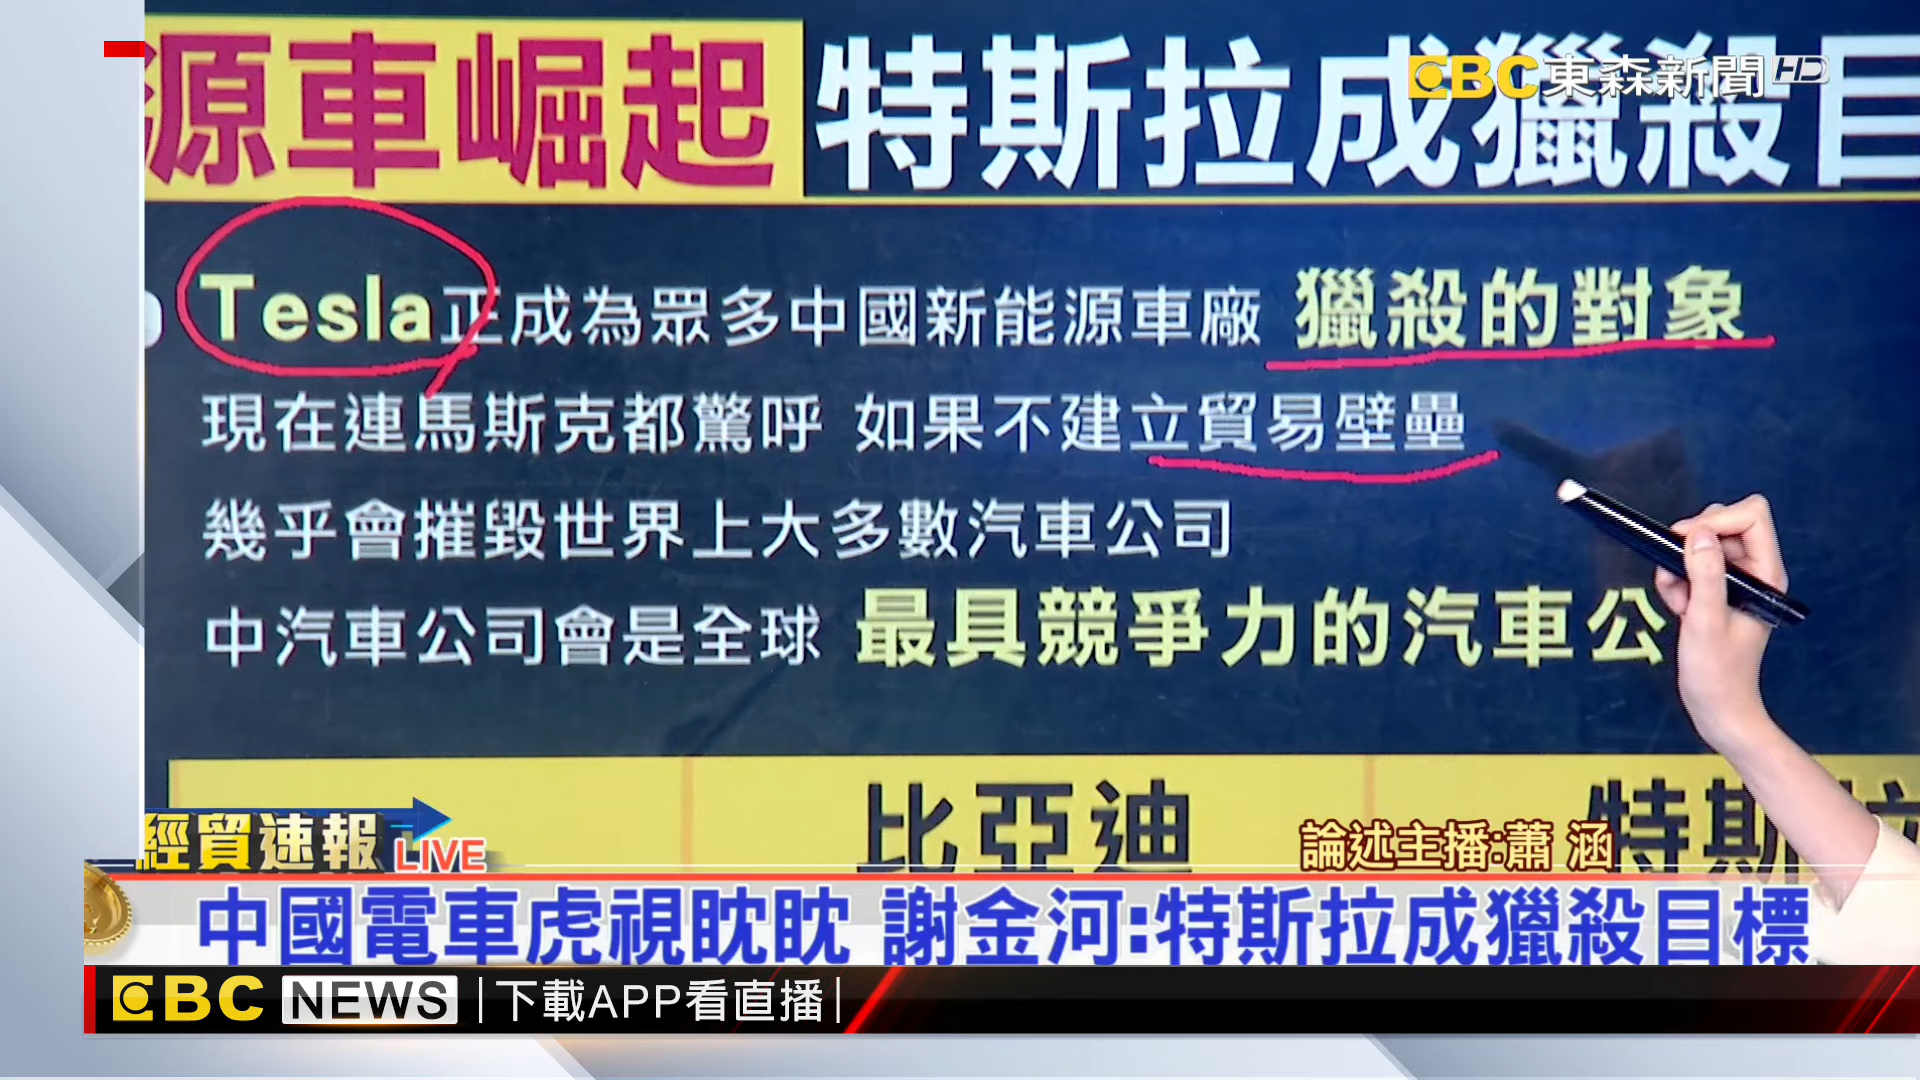 源車崛起 特斯拉成獵殺目
EBC 東森新聞 HD
Tesla正成為眾多中國新能源車廠 獵殺的對象
現在連馬斯克都驚呼 如果不建立貿易壁壘
幾乎會摧毀世界上大多數汽車公司
中汽車公司會是全球 最具競爭力的汽車公
比亞迪 特斯拉
經貿速報 LIVE
論述主播:蕭 涵
中國電車虎視眈眈 謝金河:特斯拉成獵殺目標
EBC NEWS |下載APP看直播|